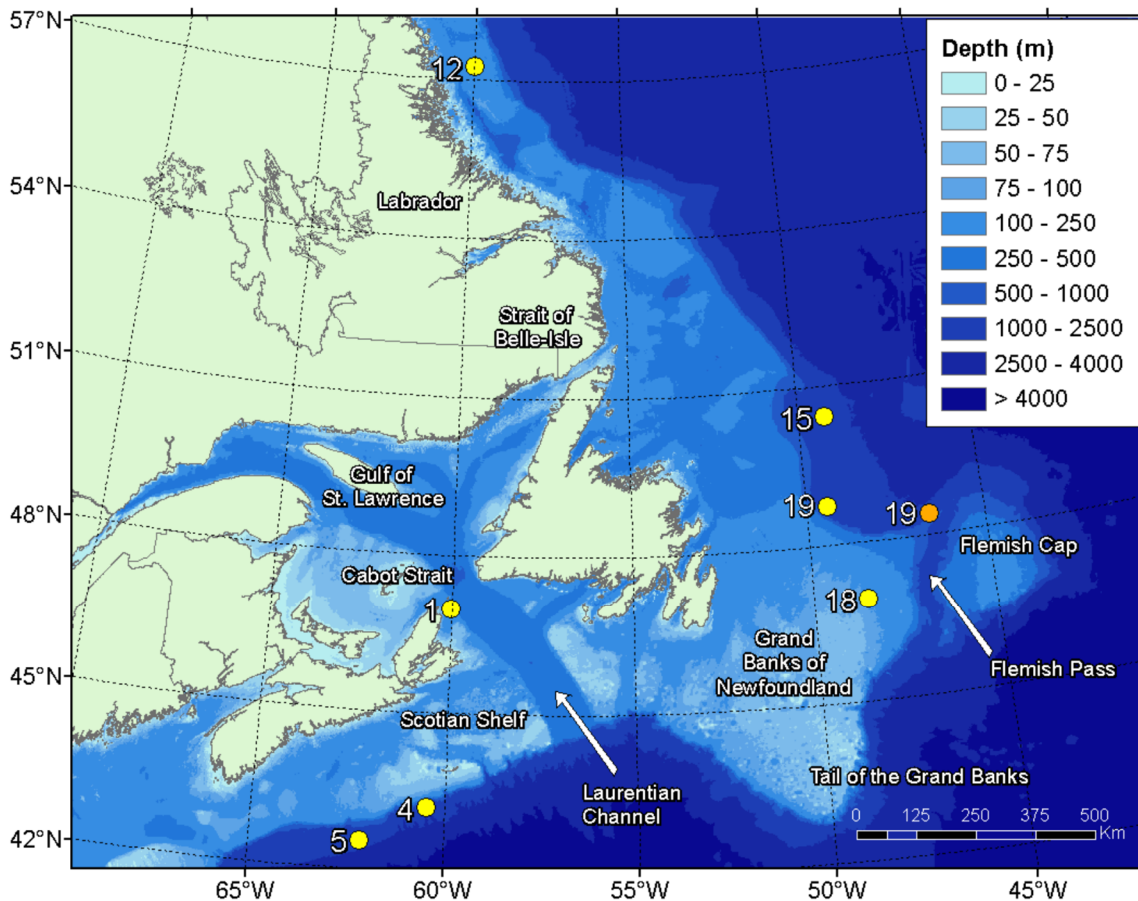 57°N
54°N
51°N
48°N
45°N
42°N
65°W
60°W
55°W
50°W
45°W
Depth (m)
0 - 25
25 - 50
50 - 75
75 - 100
100 - 250
250 - 500
500 - 1000
1000 - 2500
2500 - 4000
> 4000
12
Labrador
Strait of
Belle-Isle
15
Gulf of
St. Lawrence
19
19
Flemish Cap
Cabot Strait
1
18
Grand
Banks of
Newfoundland
Flemish Pass
Scotian Shelf
Tail of the Grand Banks
Laurentian
Channel
4
5
0 125 250 375 500
Km